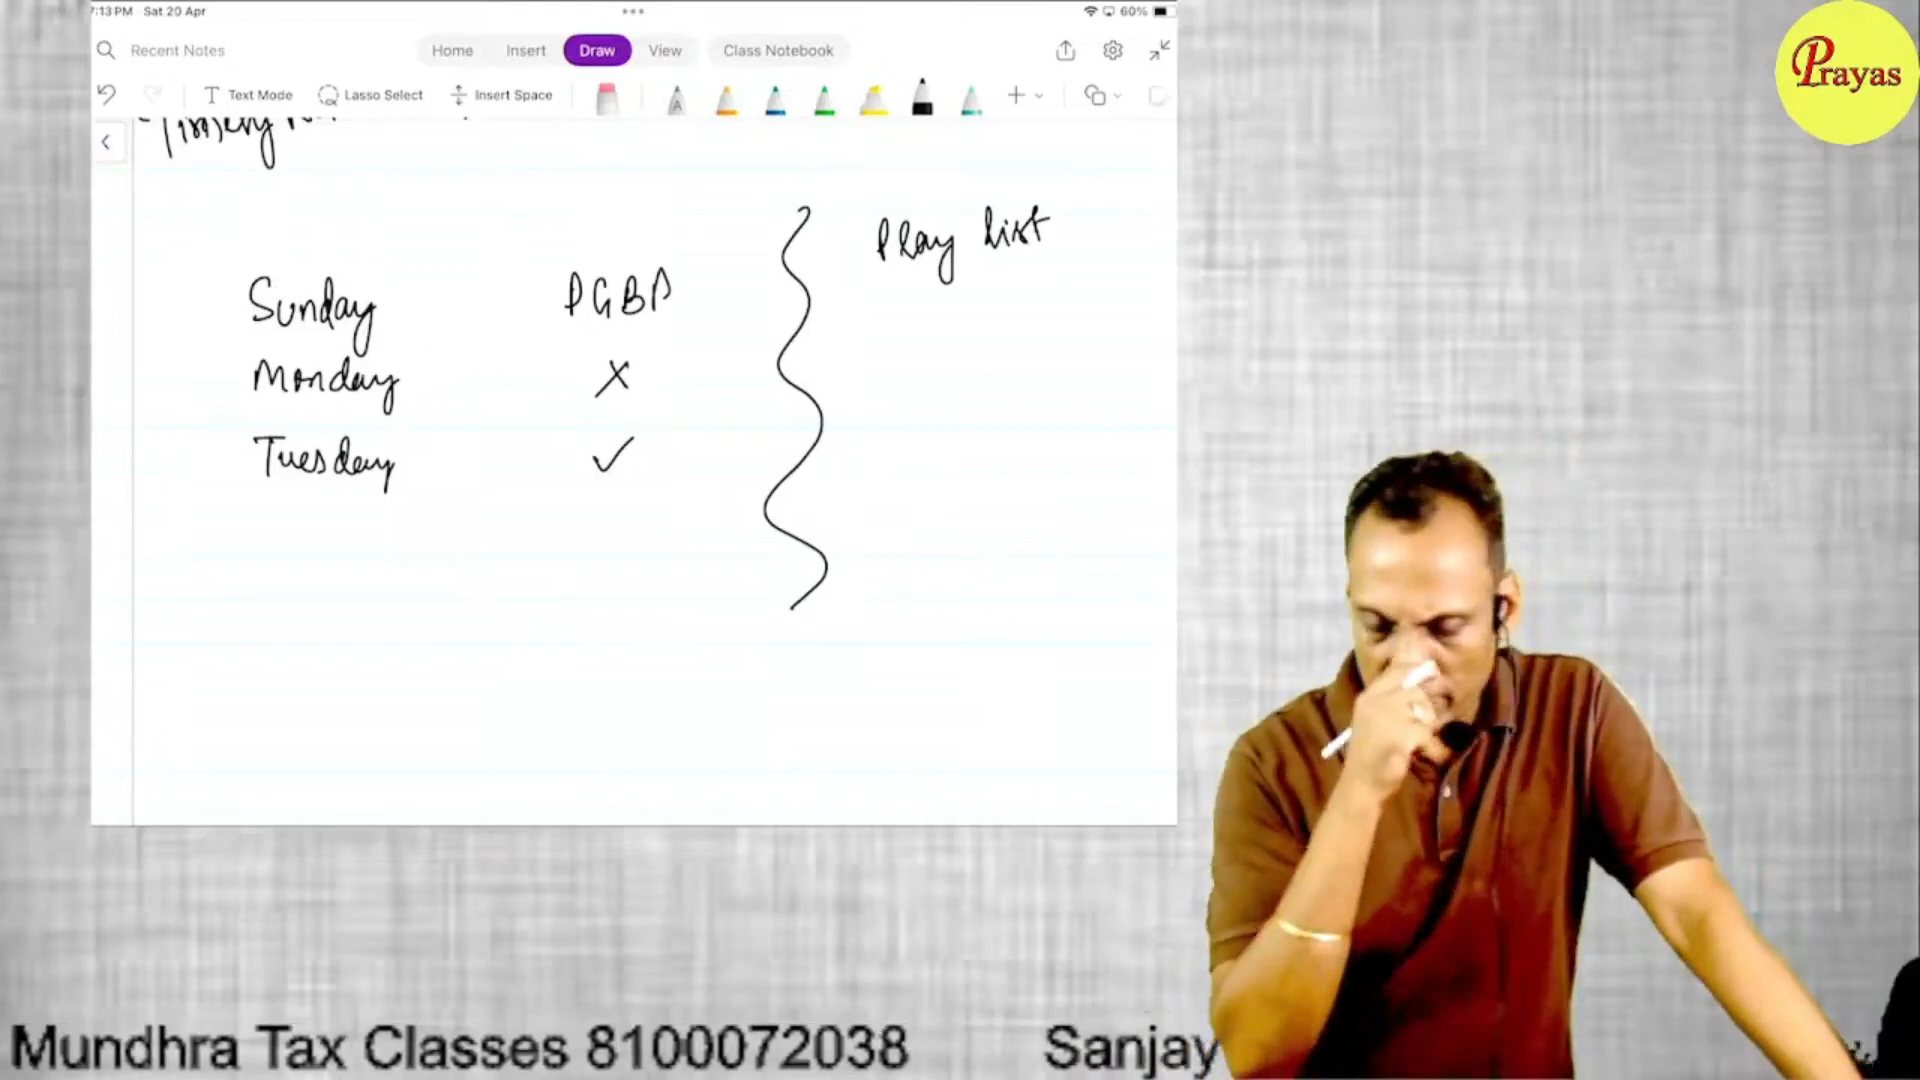 7:13 PM Sat 20 Apr
60%
Prayas
Recent Notes
Home Insert Draw View Class Notebook
Text Mode Lasso Select Insert Space
Play List
Sunday PGBP
Monday X
Tuesday ✓
Mundhra Tax Classes 8100072038 Sanjay